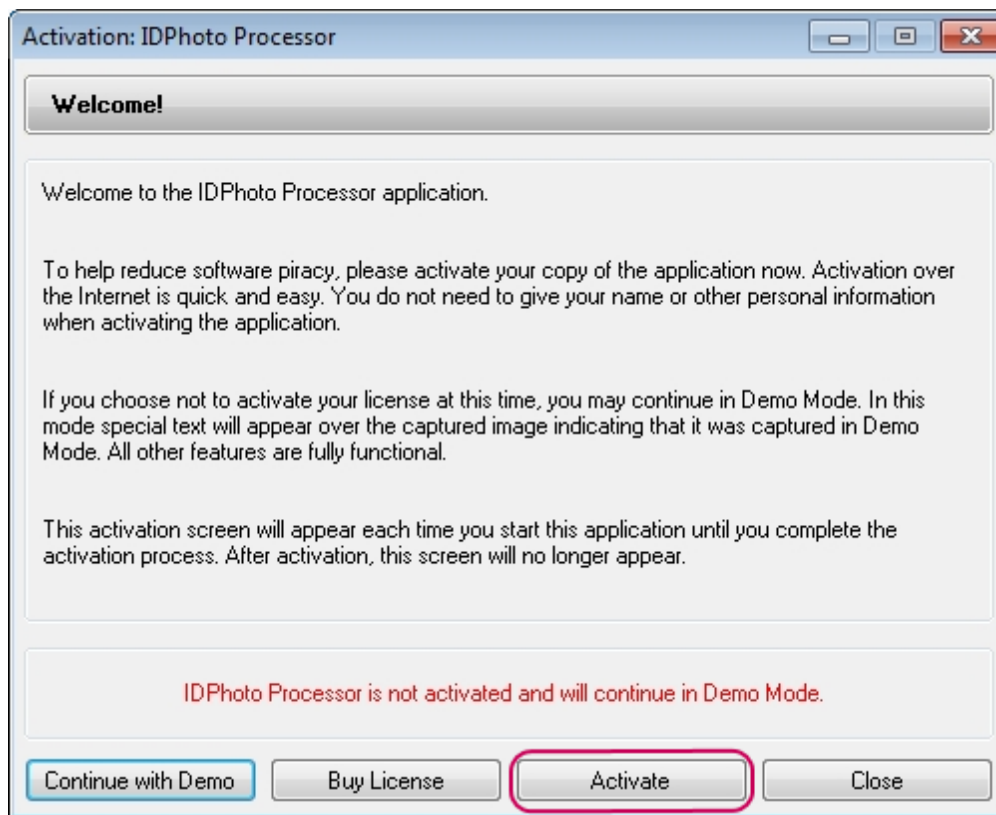 Activation: IDPhoto Processor
Welcome!
Welcome to the IDPhoto Processor application.
To help reduce software piracy, please activate your copy of the application now. Activation over
the Internet is quick and easy. You do not need to give your name or other personal information
when activating the application.
If you choose not to activate your license at this time, you may continue in Demo Mode. In this
mode special text will appear over the captured image indicating that it was captured in Demo
Mode. All other features are fully functional.
This activation screen will appear each time you start this application until you complete the
activation process. After activation, this screen will no longer appear.
IDPhoto Processor is not activated and will continue in Demo Mode.
Continue with Demo Buy License Activate Close